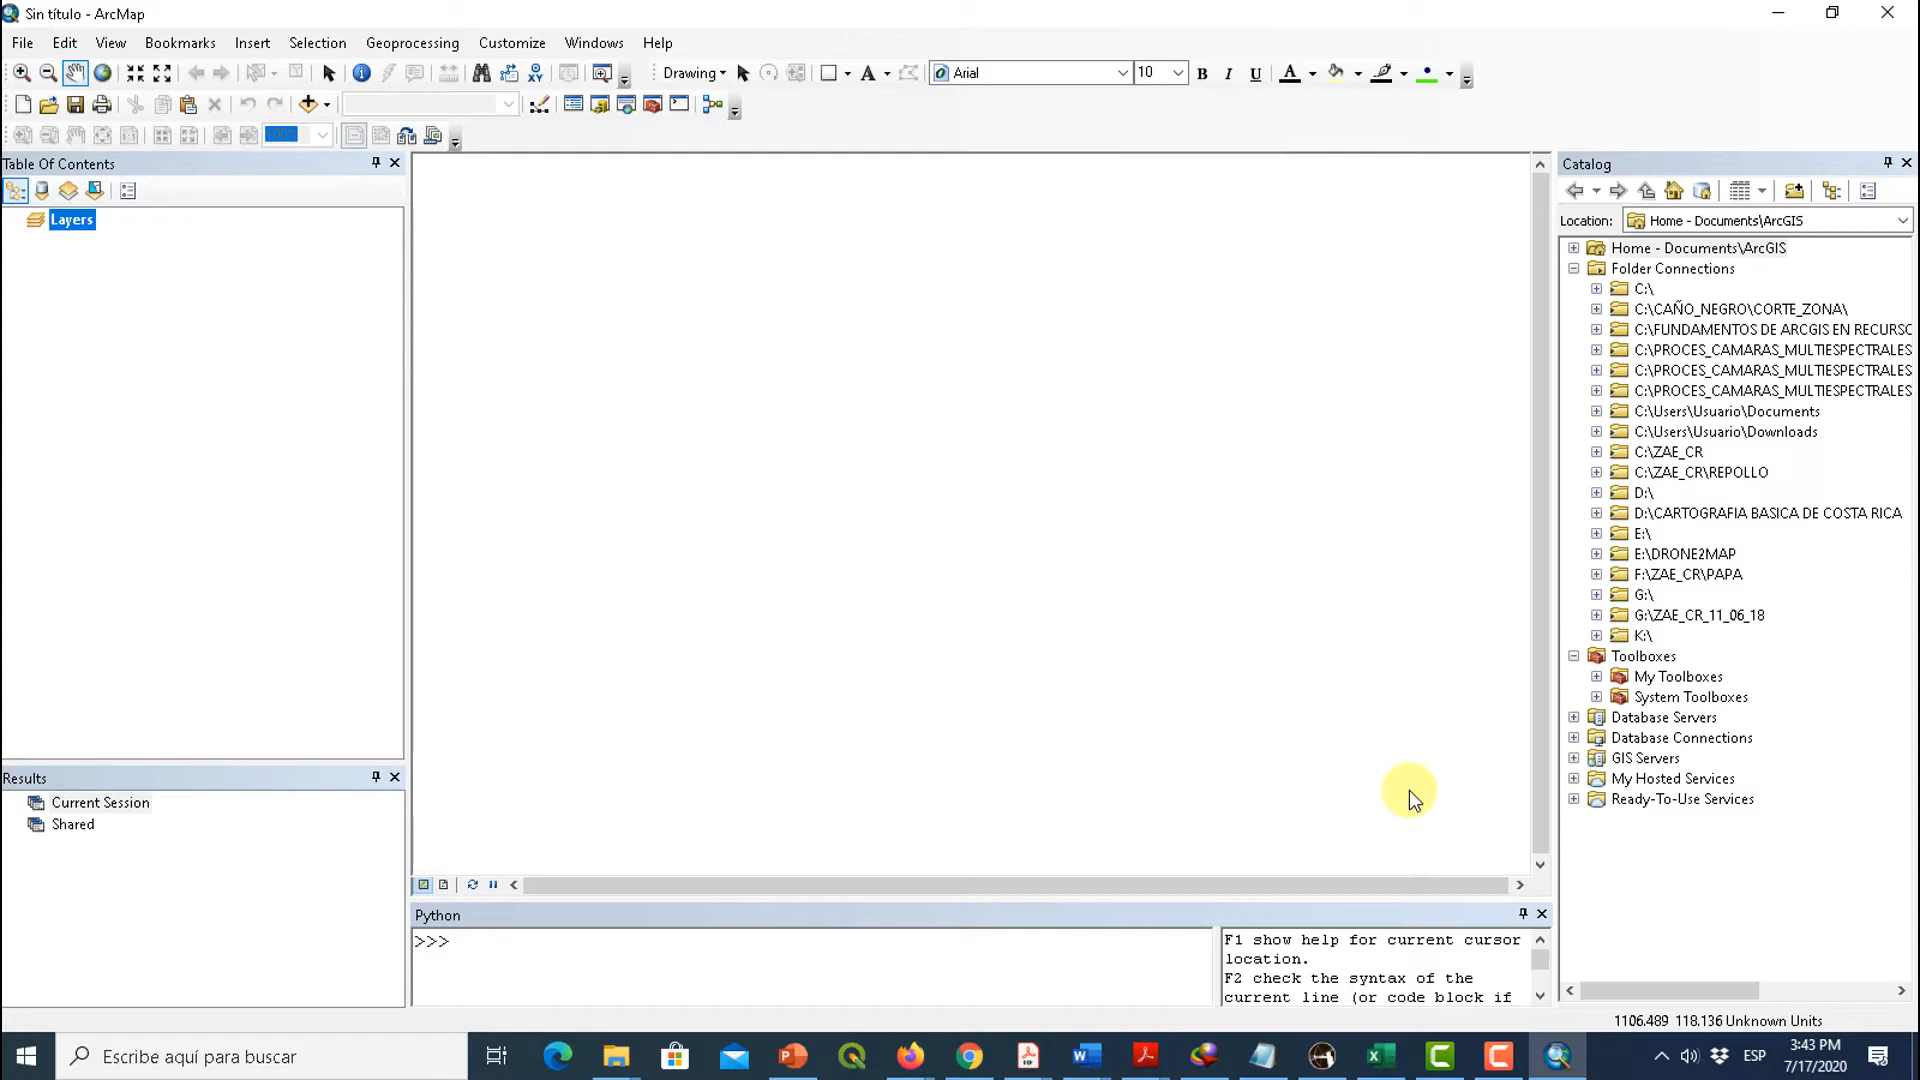 Sin título - ArcMap
File Edit View Bookmarks Insert Selection Geoprocessing Customize Windows Help
Drawing Arial 10 B I U A
Table Of Contents
Layers
Results
Current Session
Shared
Python
>>>
F1 show help for current cursor
location.
F2 check the syntax of the
current line (or code block if
Catalog
Location: Home - Documents\ArcGIS
Home - Documents\ArcGIS
Folder Connections
C:\
C:\CAÑO_NEGRO\CORTE_ZONA\
C:\FUNDAMENTOS DE ARCGIS EN RECURSO
C:\PROCES_CAMARAS_MULTIESPECTRALES
C:\PROCES_CAMARAS_MULTIESPECTRALES
C:\PROCES_CAMARAS_MULTIESPECTRALES
C:\Users\Usuario\Documents
C:\Users\Usuario\Downloads
C:\ZAE_CR
C:\ZAE_CR\REPOLLO
D:\
D:\CARTOGRAFIA BASICA DE COSTA RICA
E:\
E:\DRONE2MAP
F:\ZAE_CR\PAPA
G:\
G:\ZAE_CR_11_06_18
K:\
Toolboxes
My Toolboxes
System Toolboxes
Database Servers
Database Connections
GIS Servers
My Hosted Services
Ready-To-Use Services
1106.489 118.136 Unknown Units
Escribe aquí para buscar
ESP
3:43 PM
7/17/2020